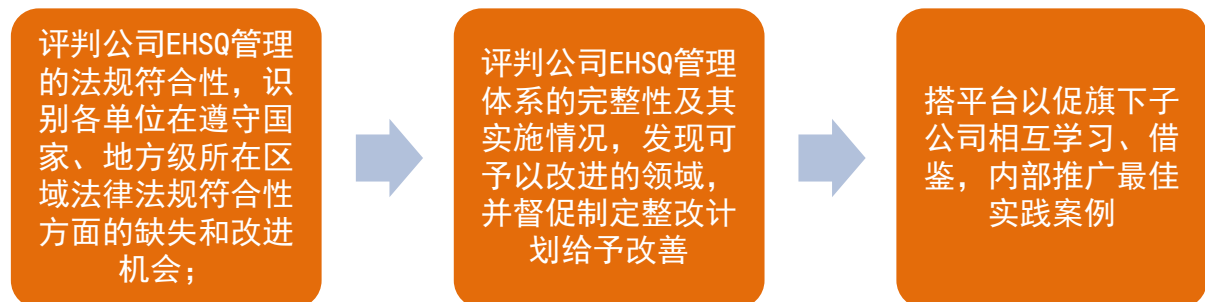 评判公司EHSQ管理
的法规符合性，识
别各单位在遵守国
家、地方级所在区
域法律法规符合性
方面的缺失和改进
机会；
评判公司EHSQ管理
体系的完整性及其
实施情况，发现可
予以改进的领域，
并督促制定整改计
划给予改善
搭平台以促旗下子
公司相互学习、借
鉴，内部推广最佳
实践案例